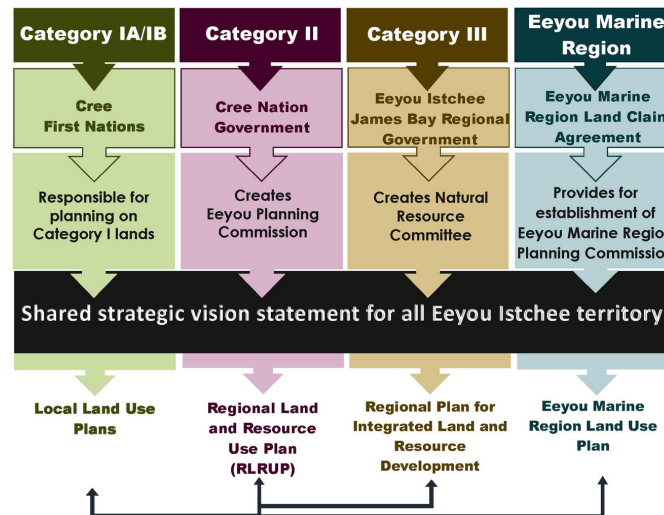 Category IA/IB
Cree
First Nations
Responsible for
planning on
Category I lands
Category II
Cree Nation
Government
Creates
Eeyou Planning
Commission
Category III
Eeyou Istchee
James Bay Regional
Government
Creates Natural
Resource
Committee
Eeyou Marine
Region
Eeyou Marine
Region Land Claim
Agreement
Provides for
establishment of
Eeyou Marine Region
Planning Commission
Shared strategic vision statement for all Eeyou Istchee territory
Local Land Use
Plans
Regional Land
and Resource
Use Plan
(RLRUP)
Regional Plan for
Integrated Land and
Resource
Development
Eeyou Marine
Region Land Use
Plan